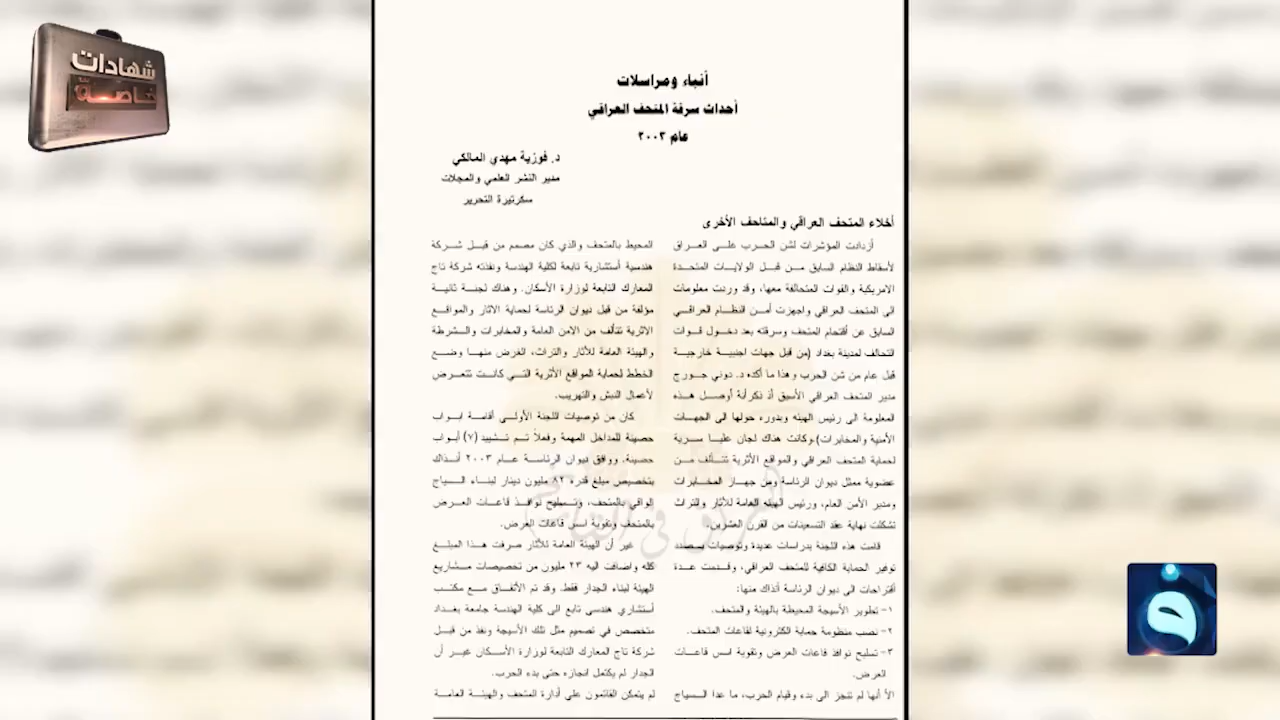 شهادات
خاصة
أنباء ومراسلات
أحداث سرقة المتحف العراقي
عام ٢٠٠٣
د. فوزية مهدي المالكي
مدير النشر العلمي والمجلات
سكرتيرة التحرير
أخلاء المتحف العراقي والمتاحف الأخرى
أزدادت المؤشرات لشن الحرب على العراق
لأسقاط النظام السابق من قبل الولايات المتحدة
الامريكية والقوات المتحالفة معها، وقد وردت معلومات
الى المتحف العراقي واجهزت أمن النظام العراقي
السابق عن أقتحام المتحف وسرقته بعد دخول قوات
التحالف لمدينة بغداد (من قبل جهات اجنبية خارجية
قبل عام من شن الحرب وهذا ما أكده د. دوني جورج
مدير المتحف العراقي الأسبق أذ ذكر أنه أوصل هذه
المعلومة الى رئيس الهيئه وبدوره حولها الى الجهات
الأمنية والمخابرات).وكانت هناك لجان عليا سرية
لحماية المتحف العراقي والمواقع الأثرية تتألف من
عضوية ممثل ديوان الرئاسة ومن جهاز المخابرات
ومدير الأمن العام، ورئيس الهيئه العامة للأثار والتراث
تشكلت نهاية عقد التسعينات من القرن العشرين.
قامت هذه اللجنة بدراسات عديدة وتوصيات بصدد
توفير الحماية الكافية للمتحف العراقي، وقدمت عدة
أقتراحات الى ديوان الرئاسة أنذاك منها:
١- تطوير الأسيجة المحيطة بالهيئة والمتحف.
٢- نصب منظومة حماية الكترونية لقاعات المتحف.
٣- تسليح نوافذ قاعات العرض وتقوية اسس قاعات
العرض.
الأ أنها لم تنجز الى بدء وقيام الحرب، ما عدا السياج
المحيط بالمتحف والذي كان مصمم من قبل شركة
هندسية أستشارية تابعة لكلية الهندسة ونفذته شركة تاج
المعارك التابعة لوزارة الأسكان. وهناك لجنة ثانية
مؤلفة من قبل ديوان الرئاسة لحماية الاثار والمواقع
الاثرية تتألف من الامن العامة والمخابرات والشرطة
والهيئة العامة للأثار والتراث، الغرض منها وضع
الخطط لحماية المواقع الأثرية التي كانت تتعرض
لأعمال النبش والتهريب.
كان من توصيات اللجنة الأولى أقامة ابواب
حصينة للمداخل المهمة وفعلاً تم تشييد (٧) أبواب
حصينة. ووافق ديوان الرئاسة عام ٢٠٠٣ أنذاك
بتخصيص مبلغ قدره ٨٢ مليون دينار لبناء السياج
الواقي بالمتحف، وتسليح نوافذ قاعات العرض
بالمتحف وتقوية اسس قاعات العرض.
غير أن الهيئة العامة للأثار صرفت هذا المبلغ
كله واضافت اليه ٢٣ مليون من تخصيصات مشاريع
الهيئة لبناء الجدار فقط. وقد تم الأتفاق مع مكتب
أستشاري هندسي تابع الى كلية الهندسة جامعة بغداد
متخصص في تصميم مثل تلك الأسيجة ونفذ من قبل
شركة تاج المعارك التابعة لوزارة الأسكان غير أن
الجدار لم يكتمل انجازه حتى بدء الحرب.
لم يتمكن القائمون على أدارة المتحف والهيئة العامة